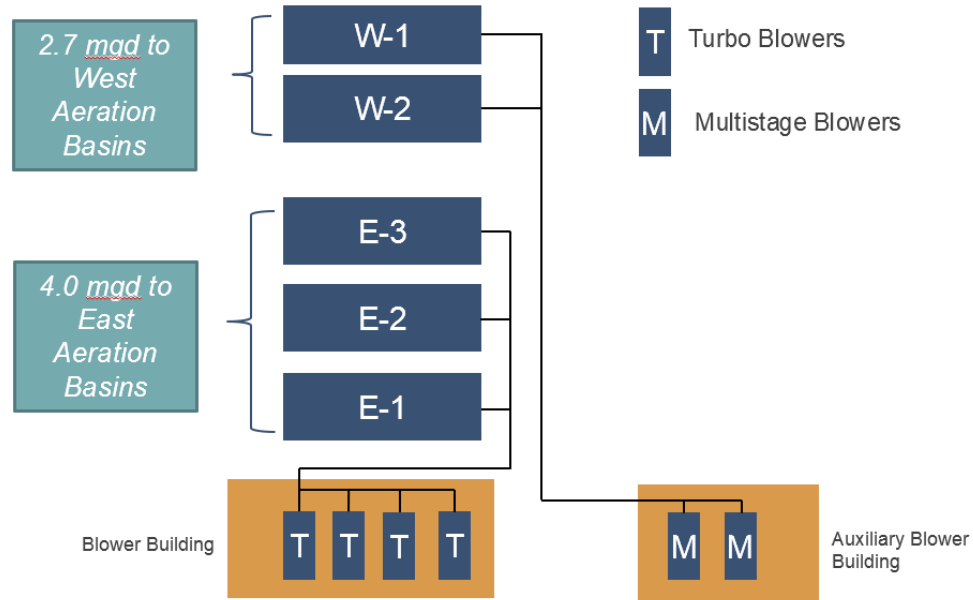 2.7 mgd to
West
Aeration
Basins
W-1
W-2
T
Turbo Blowers
M
Multistage Blowers
4.0 mgd to
East
Aeration
Basins
E-3
E-2
E-1
Blower Building
T T T T
M M
Auxiliary Blower
Building